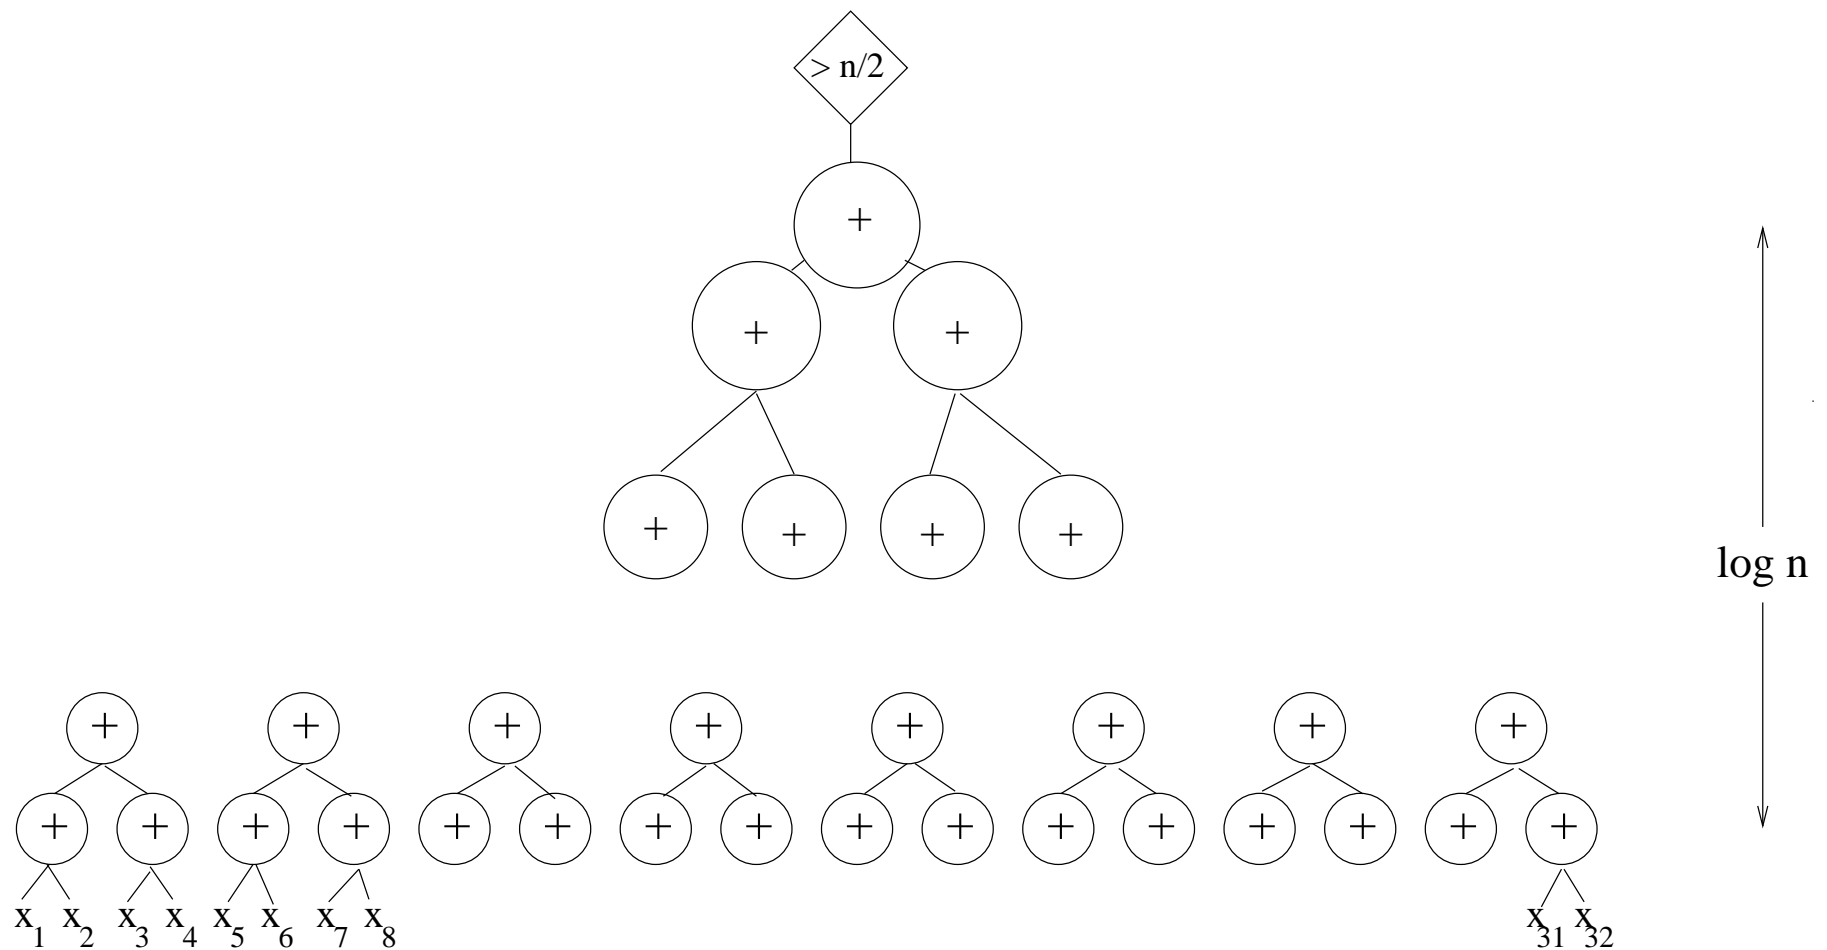 > n/2
+
+ +
+ + + +
log n
+ + + + + + + +
+ + + + + + + + + + + + + + + +
x1 x2 x3 x4 x5 x6 x7 x8 x31 x32